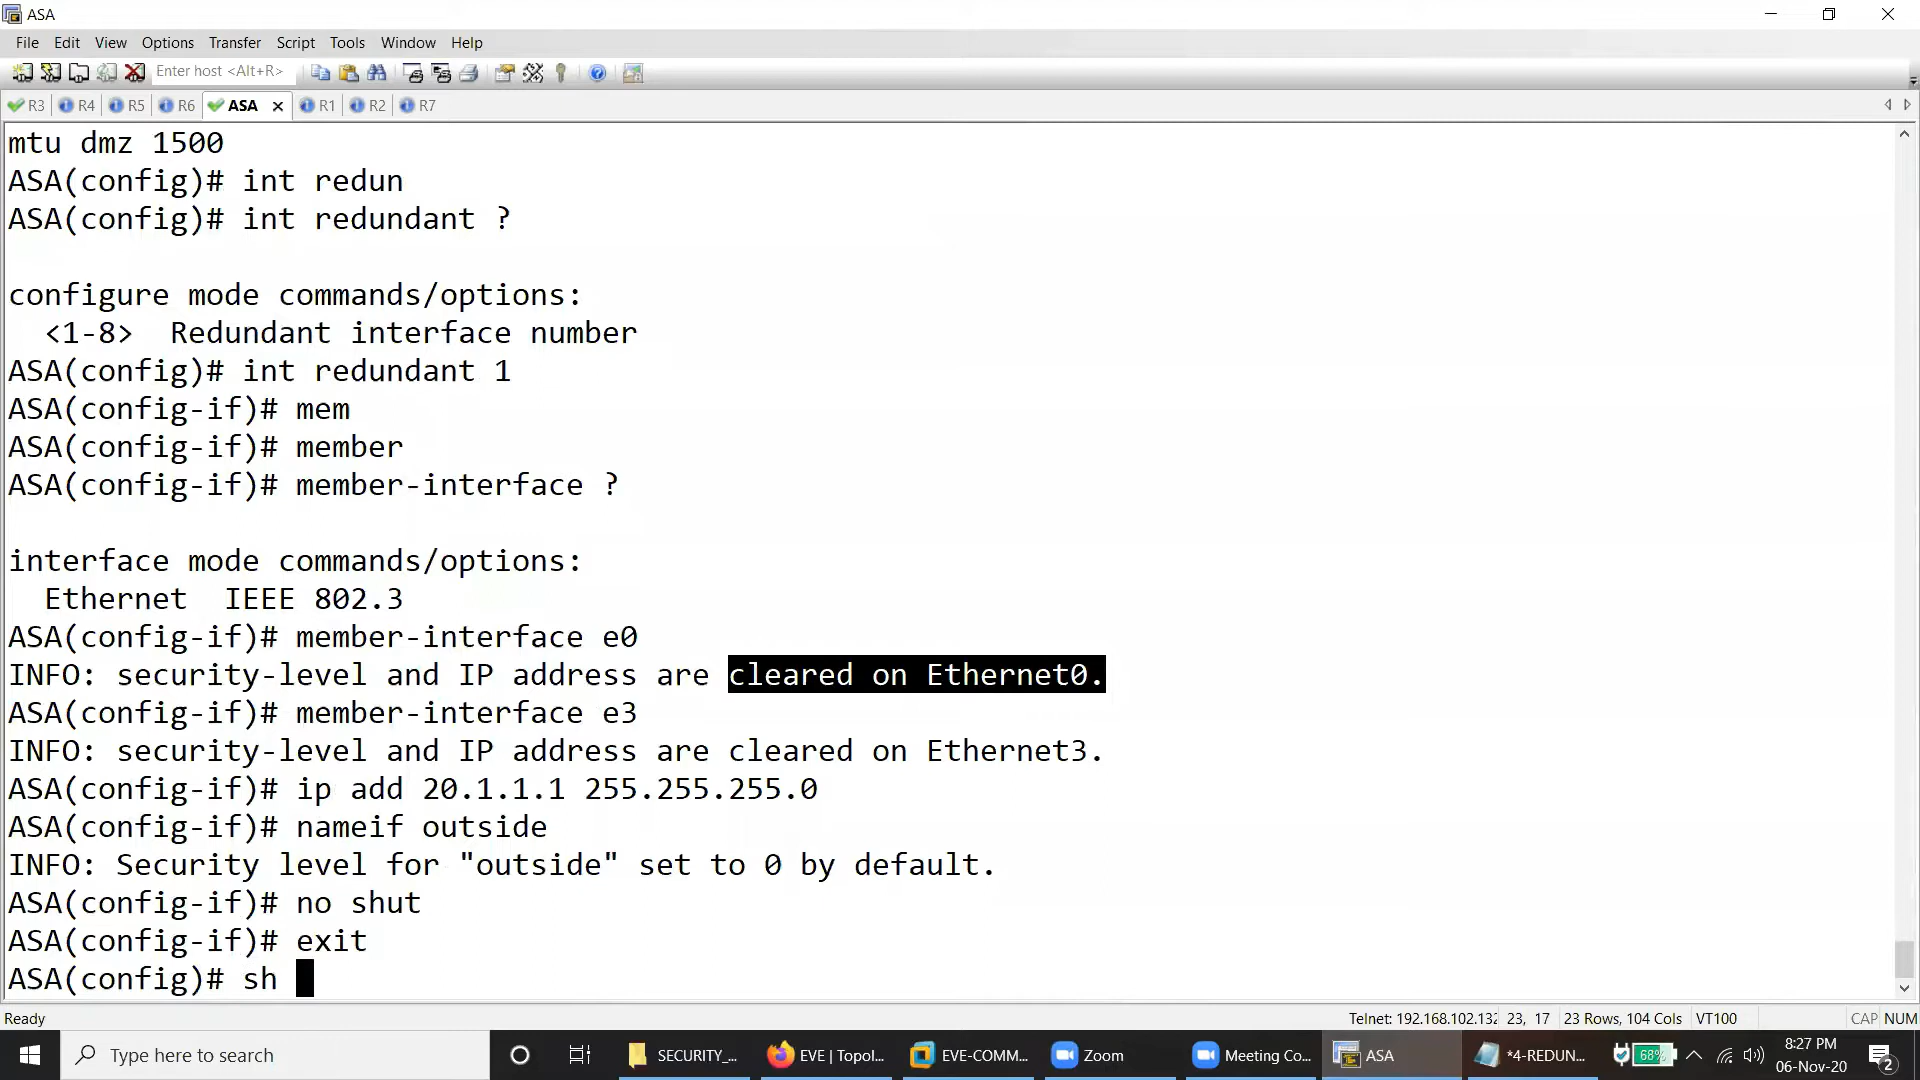 ASA
File Edit View Options Transfer Script Tools Window Help
Enter host <Alt+R>
R3 R4 R5 R6 ASA R1 R2 R7
mtu dmz 1500
ASA(config)# int redun
ASA(config)# int redundant ?
configure mode commands/options:
<1-8> Redundant interface number
ASA(config)# int redundant 1
ASA(config-if)# mem
ASA(config-if)# member
ASA(config-if)# member-interface ?
interface mode commands/options:
Ethernet IEEE 802.3
ASA(config-if)# member-interface e0
INFO: security-level and IP address are cleared on Ethernet0.
ASA(config-if)# member-interface e3
INFO: security-level and IP address are cleared on Ethernet3.
ASA(config-if)# ip add 20.1.1.1 255.255.255.0
ASA(config-if)# nameif outside
INFO: Security level for "outside" set to 0 by default.
ASA(config-if)# no shut
ASA(config-if)# exit
ASA(config)# sh
Ready Telnet: 192.168.102.132 23, 17 23 Rows, 104 Cols VT100 CAP NUM
Type here to search SECURITY_... EVE | Topol... EVE-COMM... Zoom Meeting Co... ASA *4-REDUN... 68% 8:27 PM
06-Nov-20 2